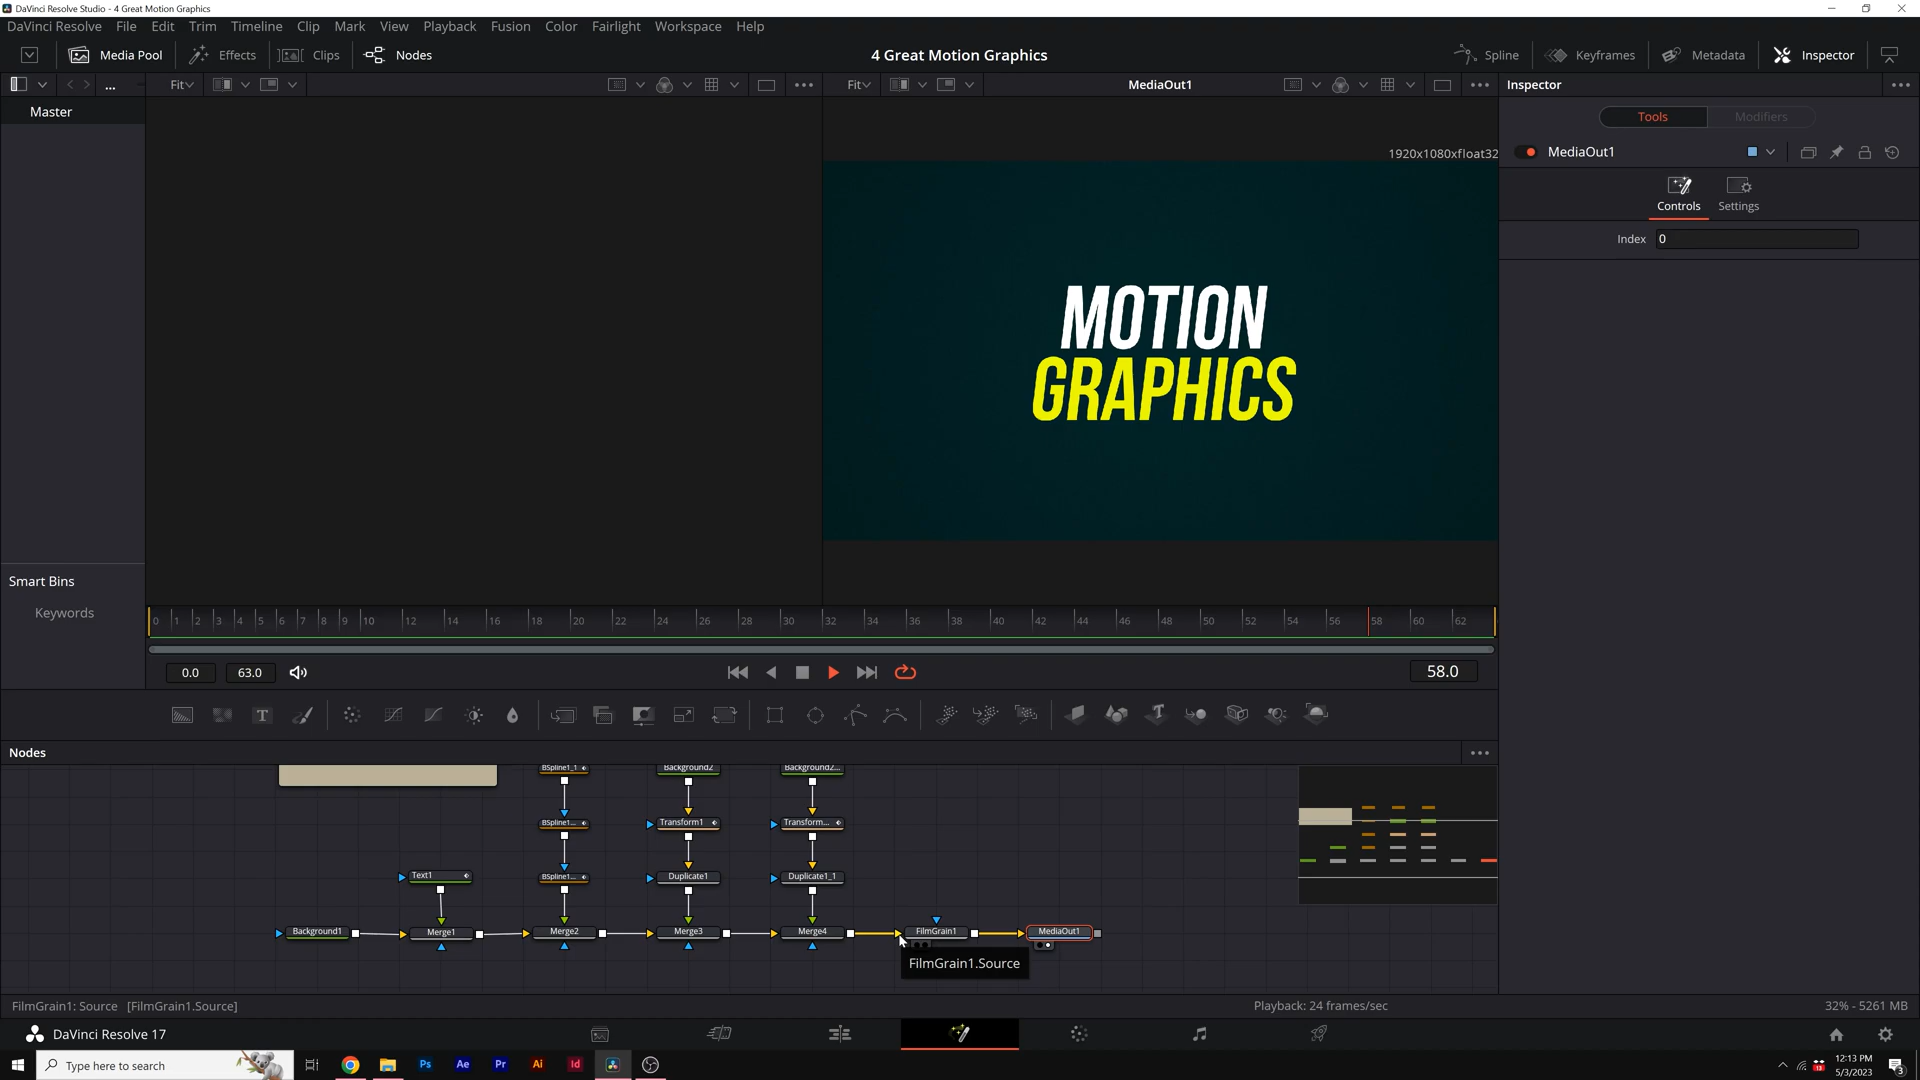 DaVinci Resolve Studio - 4 Great Motion Graphics
DaVinci Resolve File Edit Trim Timeline Clip Mark View Playback Fusion Color Fairlight Workspace Help
Media Pool Effects Clips Nodes 4 Great Motion Graphics Spline Keyframes Metadata Inspector
... Fit Fit MediaOut1 Inspector
Master
Tools Modifiers
1920x1080xfloat32 MediaOut1
Controls Settings
Index 0
MOTION
GRAPHICS
Smart Bins
Keywords
0 1 2 3 4 5 6 7 8 9 10 12 14 16 18 20 22 24 26 28 30 32 34 36 38 40 42 44 46 48 50 52 54 56 58 60 62
0.0 63.0 58.0
Nodes
BSpline1_1 Background2 Background2...
BSpline1... Transform1 Transform...
Text1 BSpline1... Duplicate1 Duplicate1_1
Background1 Merge1 Merge2 Merge3 Merge4 FilmGrain1 MediaOut1
FilmGrain1.Source
FilmGrain1: Source [FilmGrain1.Source] Playback: 24 frames/sec 32% - 5261 MB
DaVinci Resolve 17
Type here to search Ps Ae Pr Ai Id 13 12:13 PM
5/3/2023 3